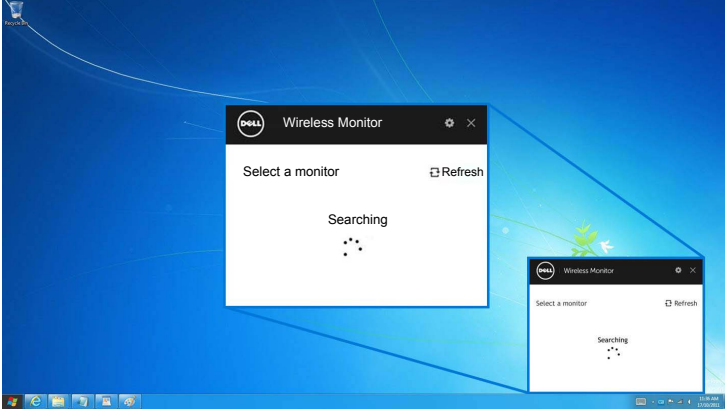 Recycle Bin
DELL
Wireless Monitor
Select a monitor
Refresh
Searching
DELL
Wireless Monitor
Select a monitor
Refresh
Searching